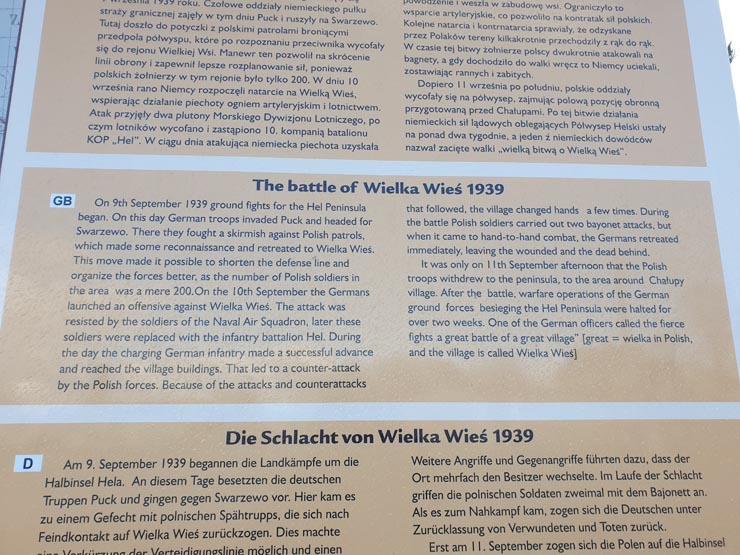 września 1939 roku. Czołowe oddziały niemieckiego pułku
straży granicznej zajęły w tym dniu Puck i ruszyły na Swarzewo.
Tutaj doszło do potyczki z polskimi patrolami broniącymi
przedpola półwyspu, które po rozpoznaniu przeciwnika wycofały
się do rejonu Wielkiej Wsi. Manewr ten pozwolił na skrócenie
linii obrony i zapewnił lepsze rozplanowanie sił, ponieważ
polskich żołnierzy w tym rejonie było tylko 200. W dniu 10
września rano Niemcy rozpoczęli natarcie na Wielką Wieś,
wspierając działanie piechoty ogniem artyleryjskim i lotnictwem.
Atak przyjęły dwa plutony Morskiego Dywizjonu Lotniczego, po
czym lotników wycofano i zastąpiono 10. kompanią batalionu
KOP „Hel". W ciągu dnia atakująca niemiecka piechota uzyskała
powodzenie i weszła w zabudowę wsi. Ograniczyło to
wsparcie artyleryjskie, co pozwoliło na kontratak sił polskich.
Kolejne natarcia i kontrnatarcia sprawiały, że odzyskane
przez Polaków tereny kilkakrotnie przechodziły z rąk do rąk.
W czasie tej bitwy żołnierze polscy dwukrotnie atakowali na
bagnety, a gdy dochodziło do walki wręcz to Niemcy uciekali,
zostawiając rannych i zabitych.
Dopiero 11 września po południu, polskie oddziały
wycofały się na półwysep, zajmując polową pozycję obronną
przygotowaną przed Chałupami. Po tej bitwie działania
niemieckich sił lądowych oblegających Półwysep Helski ustały
na ponad dwa tygodnie, a jeden z niemieckich dowódców
nazwał zacięte walki „wielką bitwą o Wielką Wieś".
The battle of Wielka Wieś 1939
GB
On 9th September 1939 ground fights for the Hel Peninsula
began. On this day German troops invaded Puck and headed for
Swarzewo. There they fought a skirmish against Polish patrols,
which made some reconnaissance and retreated to Wielka Wieś.
This move made it possible to shorten the defense line and
organize the forces better, as the number of Polish soldiers in
the area was a mere 200.On the 10th September the Germans
launched an offensive against Wielka Wieś. The attack was
resisted by the soldiers of the Naval Air Squadron, later these
soldiers were replaced with the infantry battalion Hel. During
the day the charging German infantry made a successful advance
and reached the village buildings. That led to a counter-attack
by the Polish forces. Because of the attacks and counterattacks
that followed, the village changed hands a few times. During
the battle Polish soldiers carried out two bayonet attacks, but
when it came to hand-to-hand combat, the Germans retreated
immediately, leaving the wounded and the dead behind.
It was only on 11th September afternoon that the Polish
troops withdrew to the peninsula, to the area around Chałupy
village. After the battle, warfare operations of the German
ground forces besieging the Hel Peninsula were halted for
over two weeks. One of the German officers called the fierce
fights a great battle of a great village" [great = wielka in Polish,
and the village is called Wielka Wieś]
Die Schlacht von Wielka Wieś 1939
D
Am 9. September 1939 begannen die Landkämpfe um die
Halbinsel Hela. An diesem Tage besetzten die deutschen
Truppen Puck und gingen gegen Swarzewo vor. Hier kam es
zu einem Gefecht mit polnischen Spähtrupps, die sich nach
Feindkontakt auf Wielka Wieś zurückzogen. Dies machte
eine Verkürzung der Verteidigungslinie möglich und einen
Weitere Angriffe und Gegenangriffe führten dazu, dass der
Ort mehrfach den Besitzer wechselte. Im Laufe der Schlacht
griffen die polnischen Soldaten zweimal mit dem Bajonett an.
Als es zum Nahkampf kam, zogen sich die Deutschen unter
Zurücklassung von Verwundeten und Toten zurück.
Erst am 11. September zogen sich die Polen auf die Halbinsel